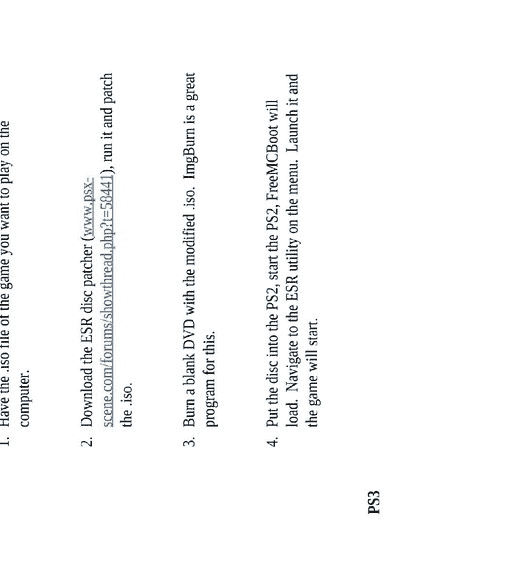 1. Have the .iso file of the game you want to play on the
computer.
2. Download the ESR disc patcher (www.psx-
scene.com/forums/showthread.php?t=58441), run it and patch
the .iso.
3. Burn a blank DVD with the modified .iso.  ImgBurn is a great
program for this.
4. Put the disc into the PS2, start the PS2, FreeMCBoot will
load.  Navigate to the ESR utility on the menu.  Launch it and
the game will start.
PS3